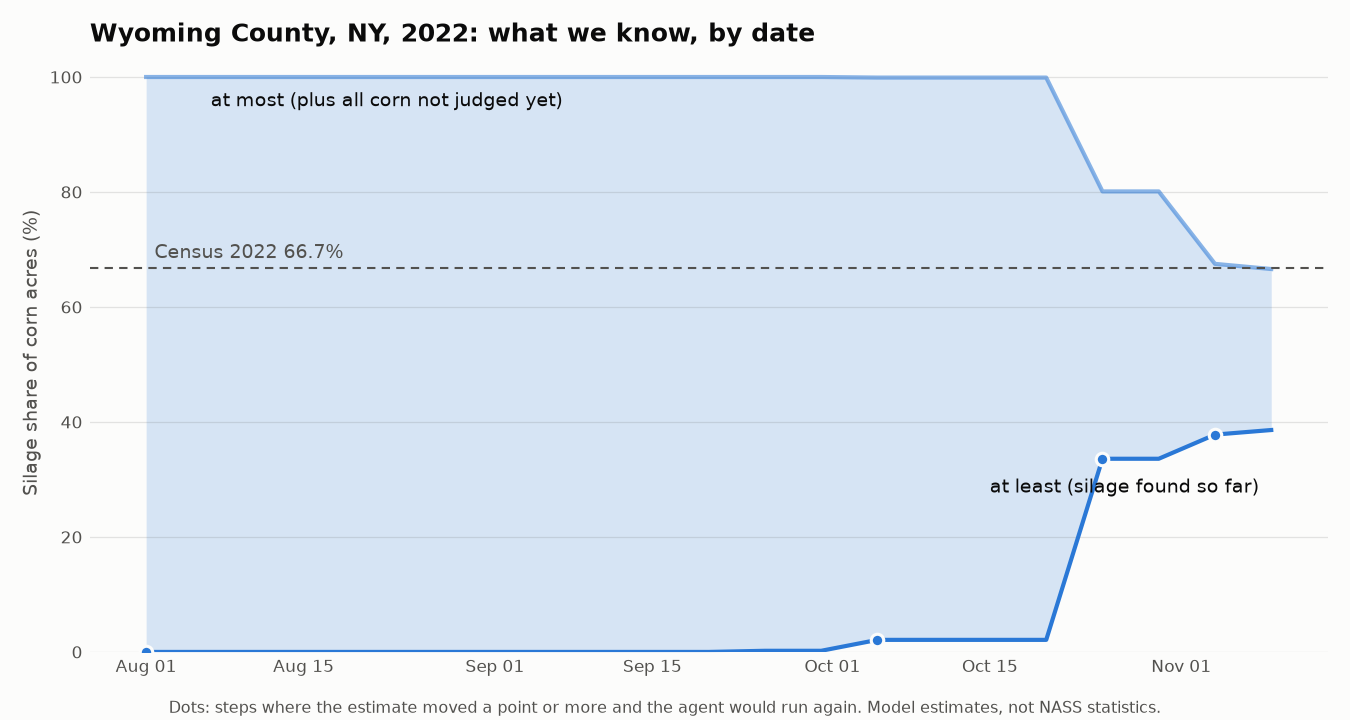 Wyoming County, NY, 2022: what we know, by date
100
at most (plus all corn not judged yet)
80
Census 2022 66.7%
60
Silage share of corn acres (%)
40
at least (silage found so far)
20
0
Aug 01 Aug 15 Sep 01 Sep 15 Oct 01 Oct 15 Nov 01
Dots: steps where the estimate moved a point or more and the agent would run again. Model estimates, not NASS statistics.